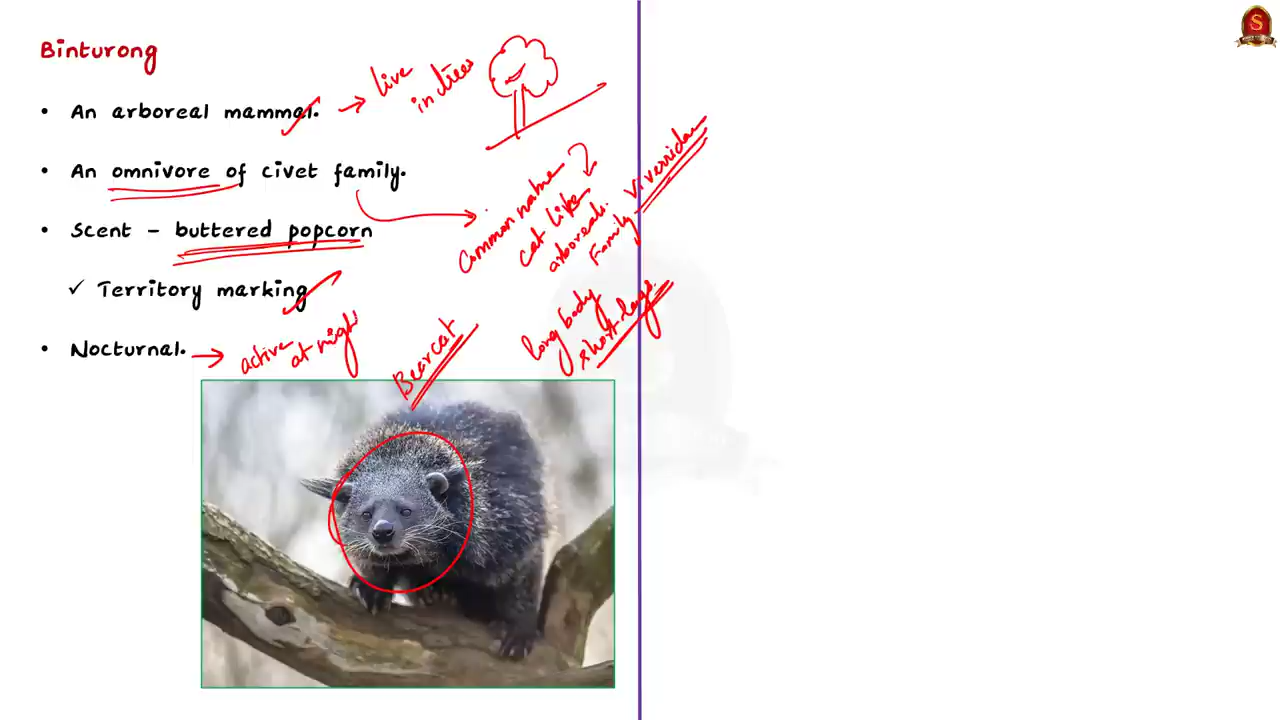 Binturong
• An arboreal mammal.
→ live
in trees
• An omnivore of civet family.
Common name
cat like
arboreals.
Family - Viverridae
• Scent - buttered popcorn
✓ Territory marking
long body
short legs.
• Nocturnal.
→ active
at night
Bearcat
S